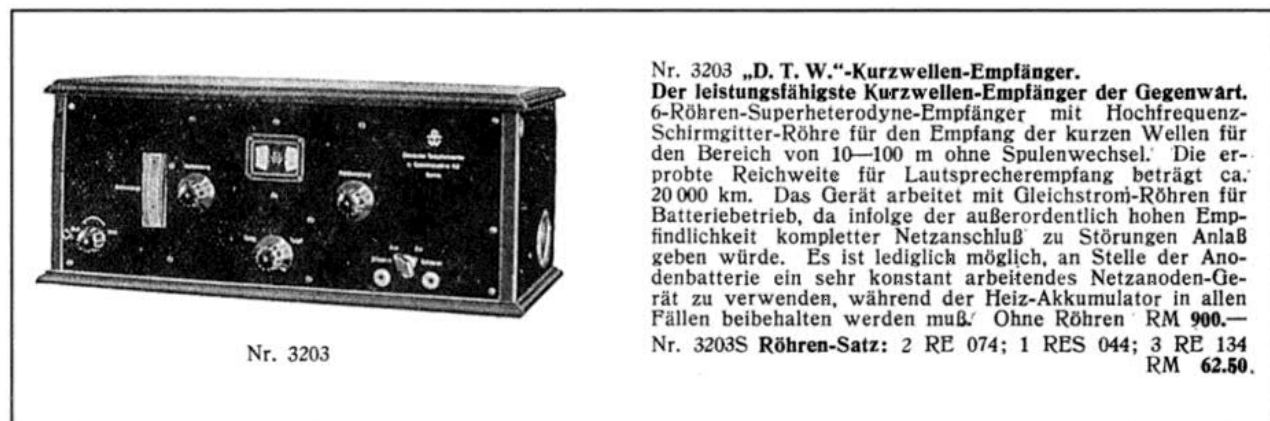 Nr. 3203 „D. T. W.“-Kurzwellen-Empfänger.
Der leistungsfähigste Kurzwellen-Empfänger der Gegenwart.
6-Röhren-Superheterodyne-Empfänger mit Hochfrequenz-
Schirmgitter-Röhre für den Empfang der kurzen Wellen für
den Bereich von 10—100 m ohne Spulenwechsel. Die er-
probte Reichweite für Lautsprecherempfang beträgt ca.
20 000 km. Das Gerät arbeitet mit Gleichstrom-Röhren für
Batteriebetrieb, da infolge der außerordentlich hohen Emp-
findlichkeit kompletter Netzanschluß zu Störungen Anlaß
geben würde. Es ist lediglich möglich, an Stelle der Ano-
denbatterie ein sehr konstant arbeitendes Netzanoden-Ge-
rät zu verwenden, während der Heiz-Akkumulator in allen
Fällen beibehalten werden muß. Ohne Röhren RM 900.—
Nr. 3203S Röhren-Satz: 2 RE 074; 1 RES 044; 3 RE 134
RM 62.50.
Nr. 3203